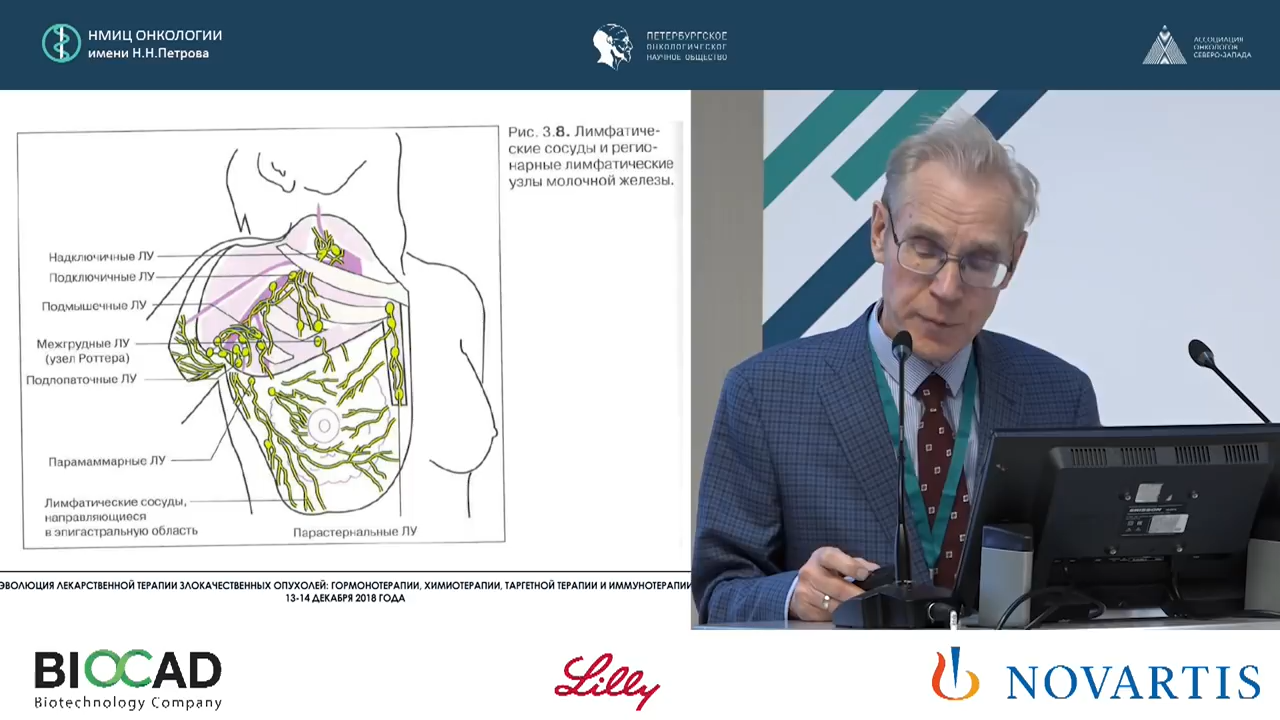 НМИЦ ОНКОЛОГИИ
имени Н.Н.Петрова
ПЕТЕРБУРГСКОЕ
ОНКОЛОГИЧЕСКОЕ
НАУЧНОЕ ОБЩЕСТВО
АССОЦИАЦИЯ
ОНКОЛОГОВ
СЕВЕРО-ЗАПАДА
Рис. 3.8. Лимфатиче-
ские сосуды и регио-
нарные лимфатические
узлы молочной железы.
Надключичные ЛУ
Подключичные ЛУ
Подмышечные ЛУ
Межгрудные ЛУ
(узел Роттера)
Подлопаточные ЛУ
Парамаммарные ЛУ
Лимфатические сосуды,
направляющиеся
в эпигастральную область
Парастернальные ЛУ
ЭВОЛЮЦИЯ ЛЕКАРСТВЕННОЙ ТЕРАПИИ ЗЛОКАЧЕСТВЕННЫХ ОПУХОЛЕЙ: ГОРМОНОТЕРАПИИ, ХИМИОТЕРАПИИ, ТАРГЕТНОЙ ТЕРАПИИ И ИММУНОТЕРАПИИ
13-14 ДЕКАБРЯ 2018 ГОДА
BIOCAD
Biotechnology Company
Lilly
NOVARTIS